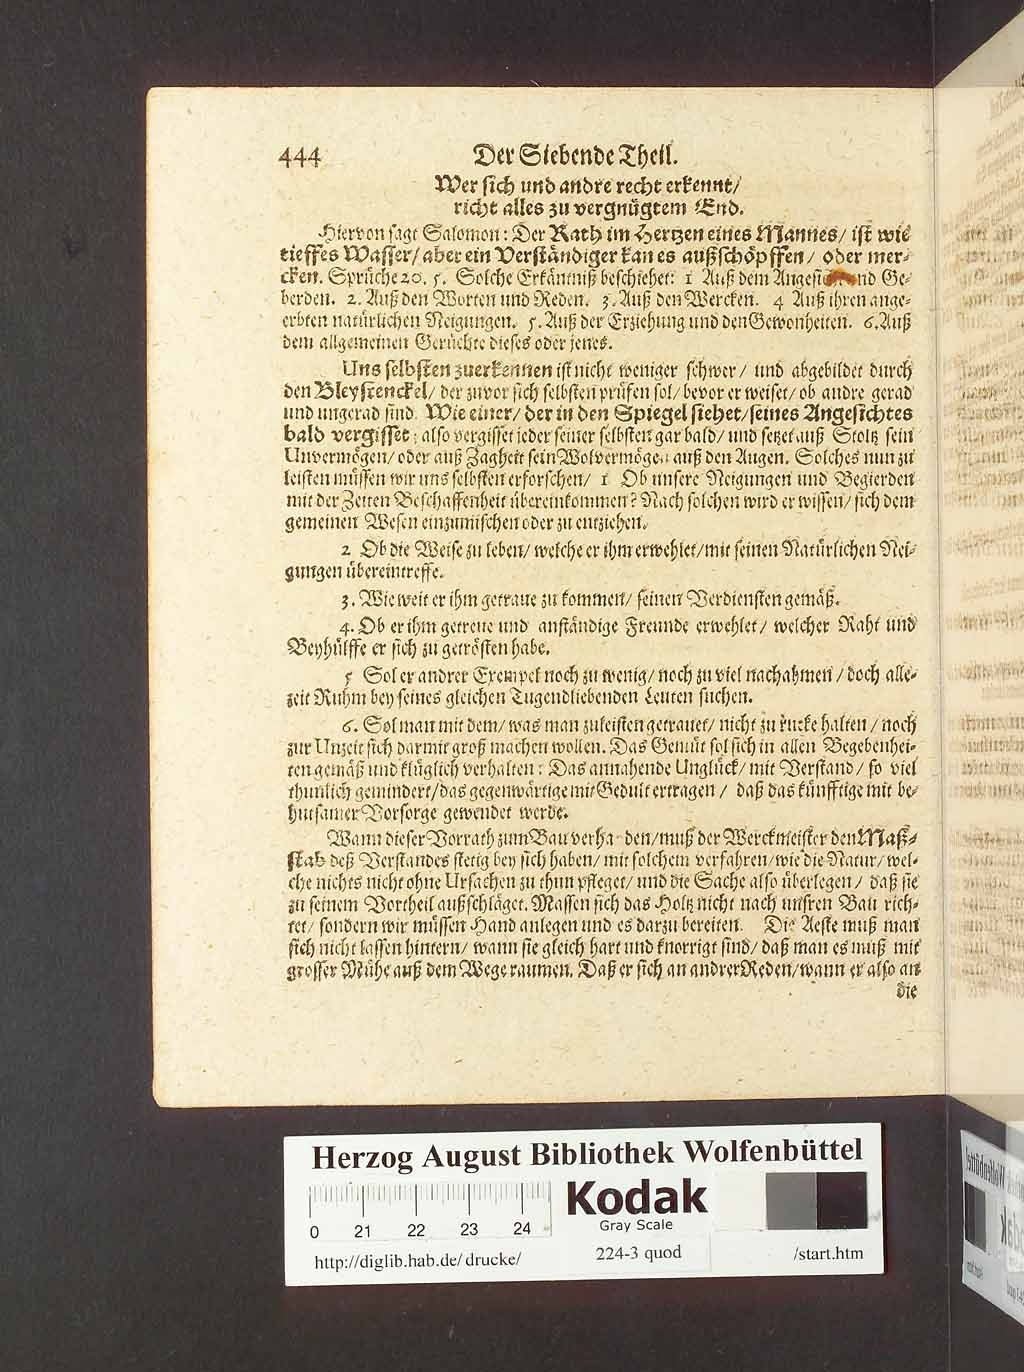 444
Der Siebende Theil.
Wer sich und andre recht erkennt/
richt alles zu vergnügtem End.
Hiervon sagt Salomon: Der Rath im Hertzen eines Mannes/ ist wie
tieffes Wasser/ aber ein Verständiger kan es außschöpffen/ oder mer-
cken. Sprüche 20. 5. Solche Erkäntniß beschiehet: 1 Auß dem und Ge-
berden. 2. Auß den Worten und Reden. 3. Auß den Wercken. 4 Auß ihren ange-
erbten natürlichen Neigungen. 5. Auß der Erziehung und den Gewonheiten. 6. Auß
dem allgemeinen Gerüchte dieses oder jenes.
Uns selbsten zuerkennen ist nicht weniger schwer/ und abgebildet durch
den Bleystenckel/ der zuvor sich selbsten prüfen sol/ bevor er weiset/ ob andre gerad
und ungerad sind. Wie einer/ der in den Spiegel siehet/ seines Angesichtes
bald vergisset; also vergisset jeder seiner selbsten gar bald/ und setzet auß Stoltz sein
Unvermögen/ oder auß Zagheit sein Wolvermögen auß den Augen. Solches nun zu
leisten müssen wir uns selbsten erforschen/ 1 Ob unsere Neigungen und Begierden
mit der Zeiten Beschaffenheit übereinkommen? Nach solchen wird er wissen/ sich dem
gemeinen Wesen einzumischen oder zu entziehen.
2 Ob die Weise zu leben/ welche er ihm erwehlet/ mit seinen Natürlichen Nei-
gungen übereintreffe.
3. Wie weit er ihm getraue zu kommen/ seinen Verdiensten gemäß.
4. Ob er ihm getreue und anständige Freunde erwehlet/ welcher Raht und
Beyhülffe er sich zu getrösten habe.
5 Sol er andrer Exempel noch zu wenig/ noch zu viel nachahmen/ doch alle-
zeit Ruhm bey seines gleichen Tugendliebenden Leuten suchen.
6. Sol man mit dem/ was man zuleisten getrauet/ nicht zu rucke halten/ noch
zur Unzeit sich darmit groß machen wollen. Das Gemüt sol sich in allen Begebenhei-
ten gemäß und klüglich verhalten: Das annahende Unglück/ mit Verstand/ so viel
thunlich gemindert/ das gegenwärtige mit Gedult ertragen/ daß das künfftige mit be-
hutsamer Vorsorge gewendet werde.
Wann dieser Vorrath zum Bau verhanden/ muß der Werckmeister den Maß-
stab deß Verstandes stetig bey sich haben/ mit solchem verfahren/ wie die Natur/ wel-
che nichts nicht ohne Ursachen zu thun pfleget/ und die Sache also überlegen/ daß sie
zu seinem Vortheil außschläget. Massen sich das Holtz nicht nach unsren Bau rich-
tet/ sondern wir müssen Hand anlegen und es darzu bereiten. Die Aeste muß man
sich nicht lassen hintern/ wann sie gleich hart und knorrigt sind/ daß man es muß mit
grosser Mühe auß dem Wege raumen. Daß er sich an andrer Reden/ wann er also an
die
Herzog August Bibliothek Wolfenbüttel
0 21 22 23 24
Kodak
Gray Scale
http://diglib.hab.de/ drucke/
224-3 quod
/start.htm